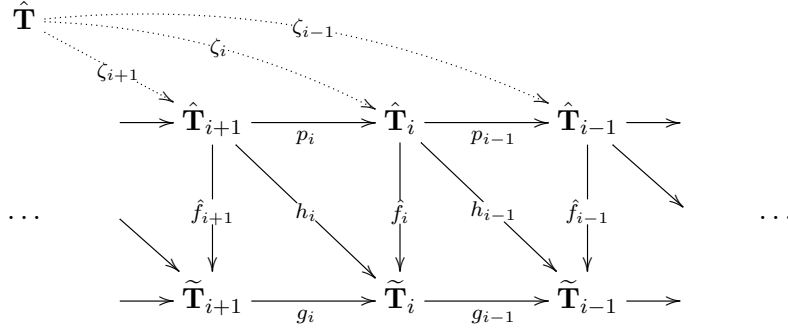 T̂ ζ_{i−1}
ζ_i
ζ_{i+1}
T̂_{i+1} T̂_i T̂_{i−1}
p_i p_{i−1}
… f̂_{i+1} h_i f̂_i h_{i−1} f̂_{i−1} …
T̃_{i+1} T̃_i T̃_{i−1}
g_i g_{i−1}